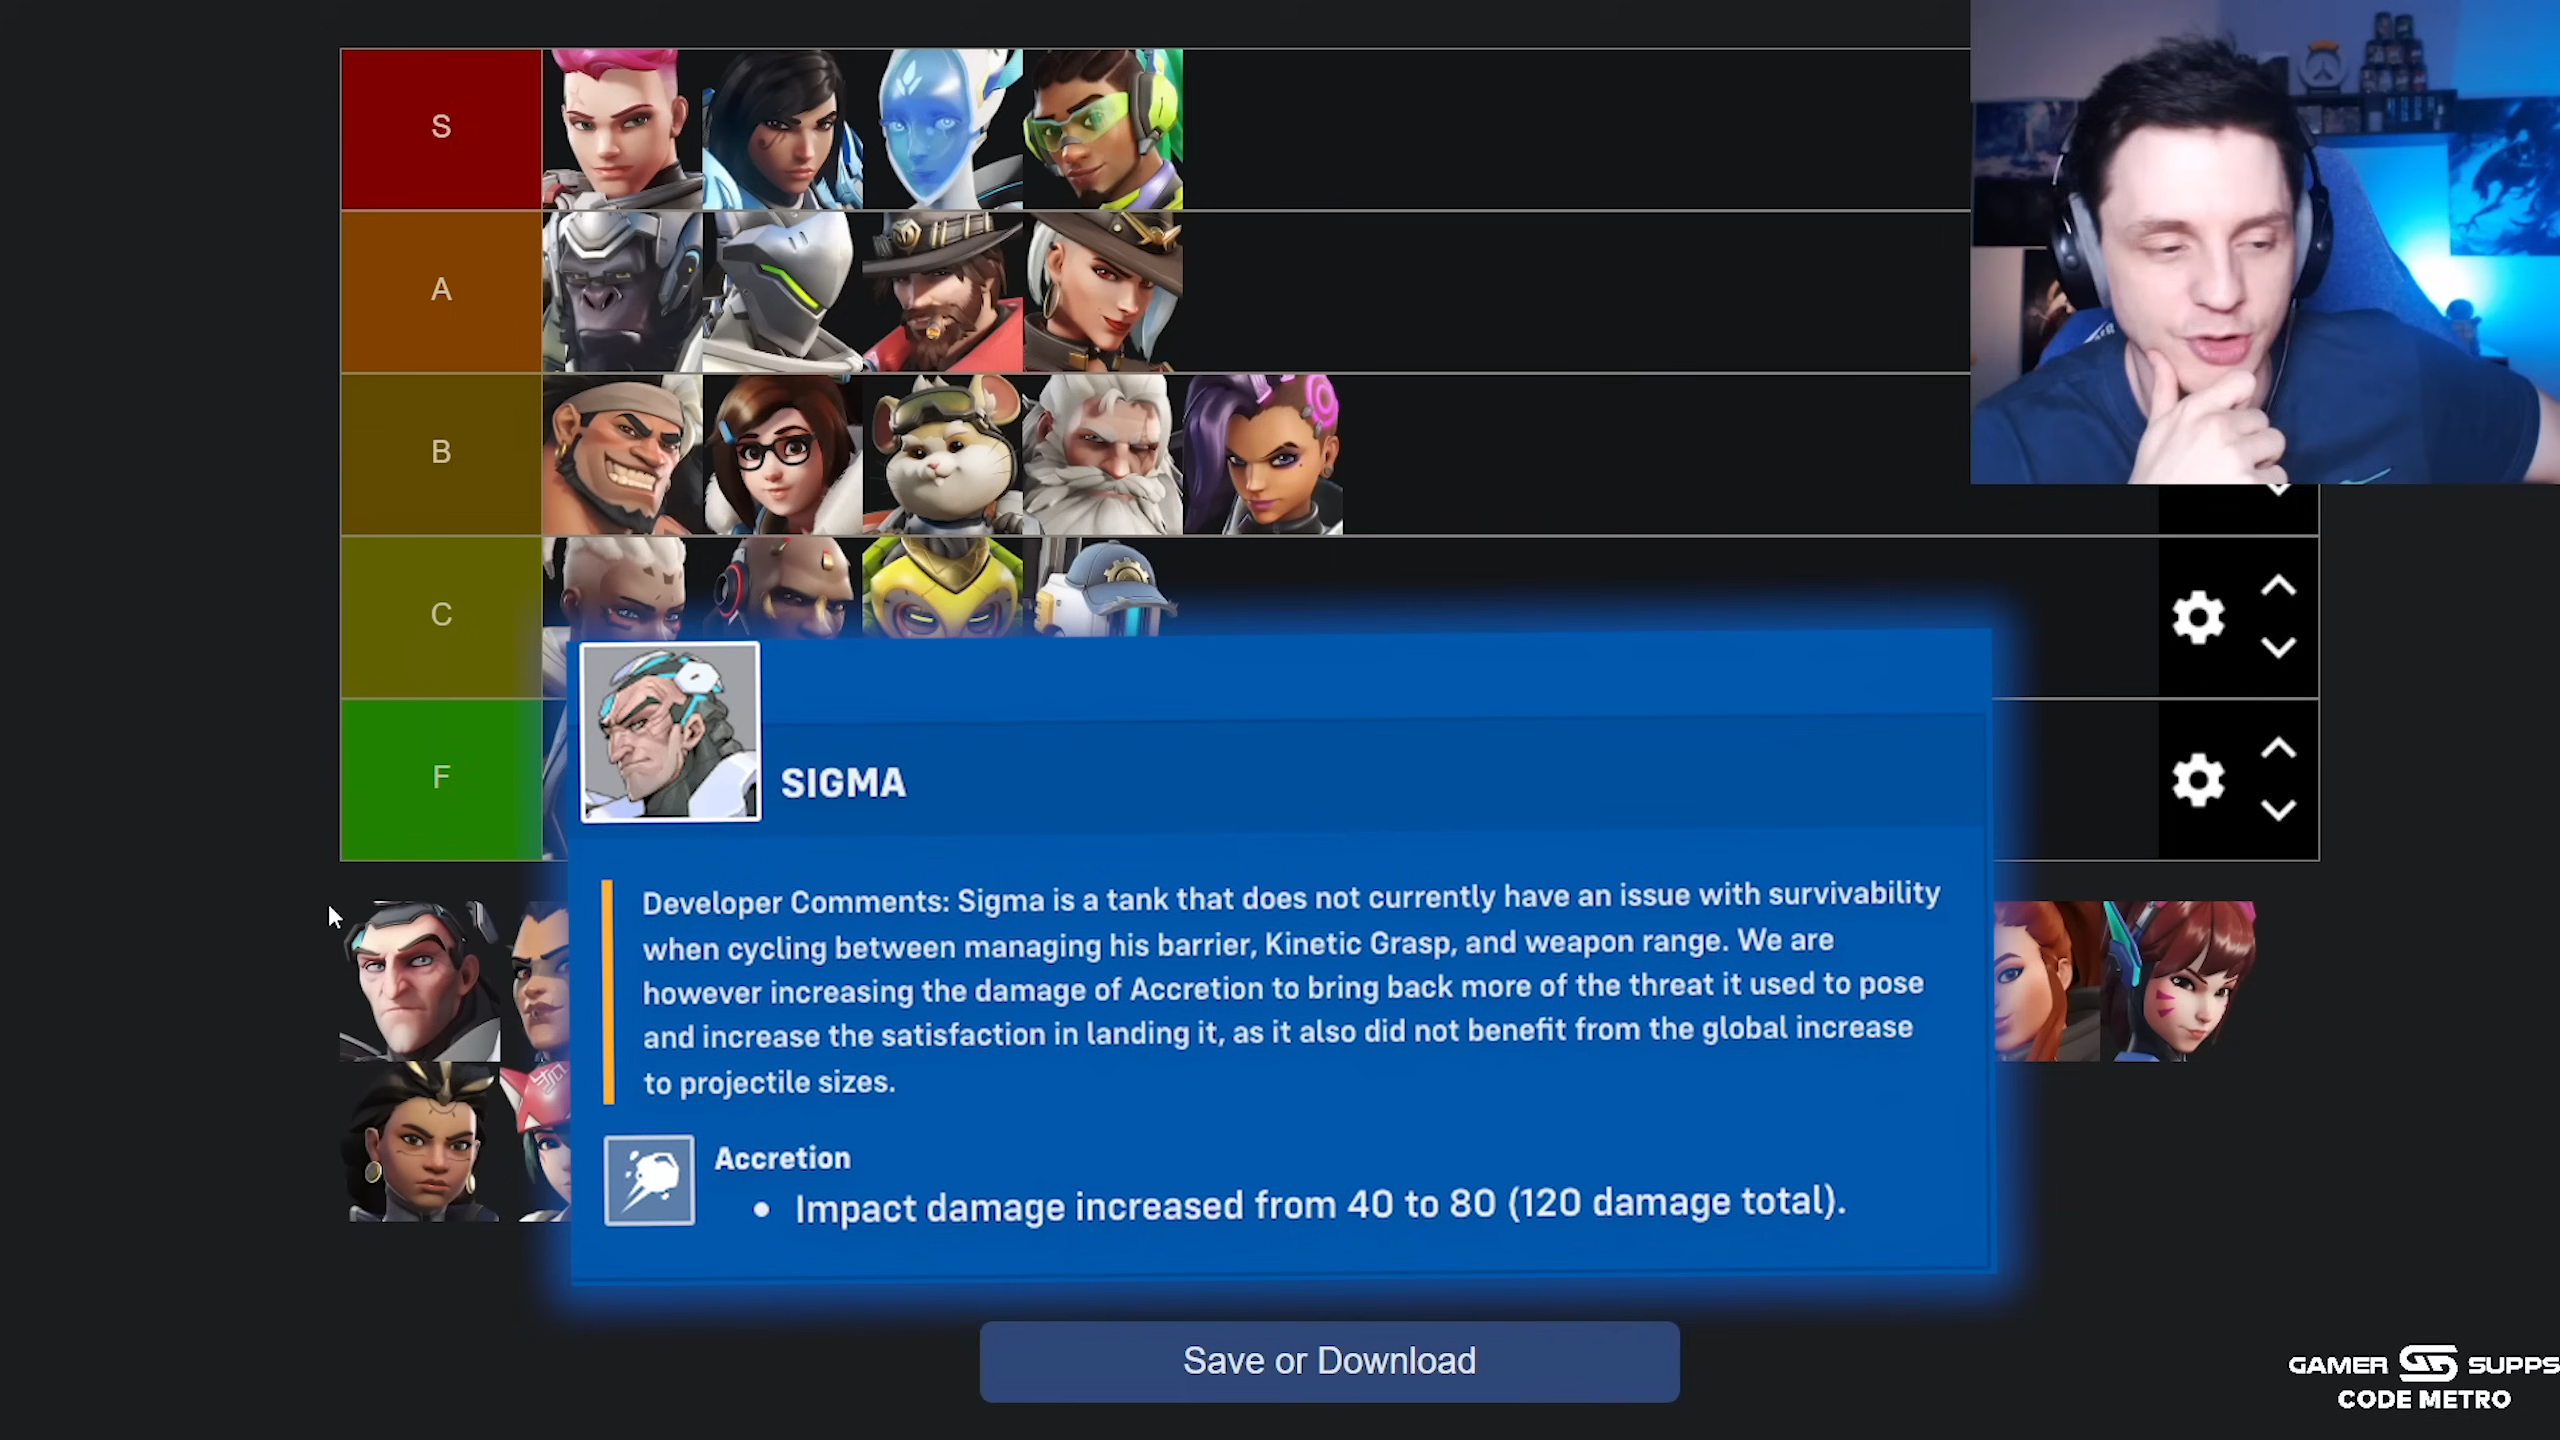 S
A
B
C
F
SIGMA
Developer Comments: Sigma is a tank that does not currently have an issue with survivability
when cycling between managing his barrier, Kinetic Grasp, and weapon range. We are
however increasing the damage of Accretion to bring back more of the threat it used to pose
and increase the satisfaction in landing it, as it also did not benefit from the global increase
to projectile sizes.
Accretion
• Impact damage increased from 40 to 80 (120 damage total).
Save or Download
GAMER SUPPS
CODE METRO